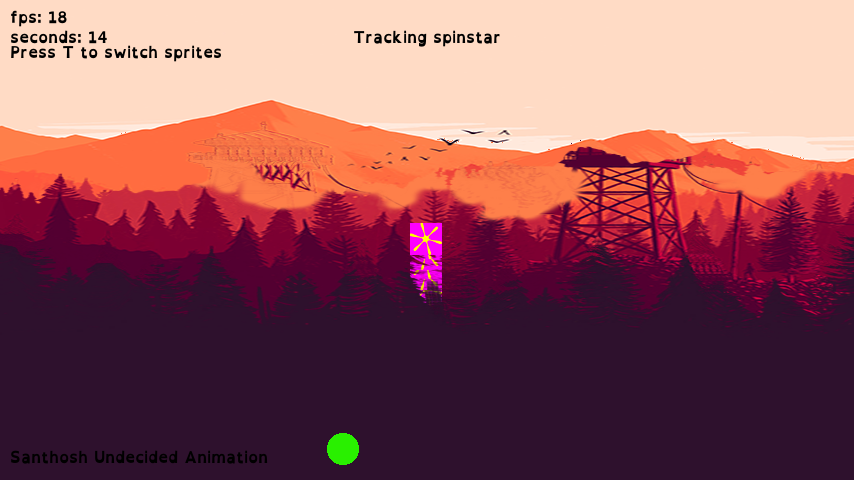 fps: 18
seconds: 14
Press T to switch sprites
Tracking spinstar
Santhosh Undecided Animation